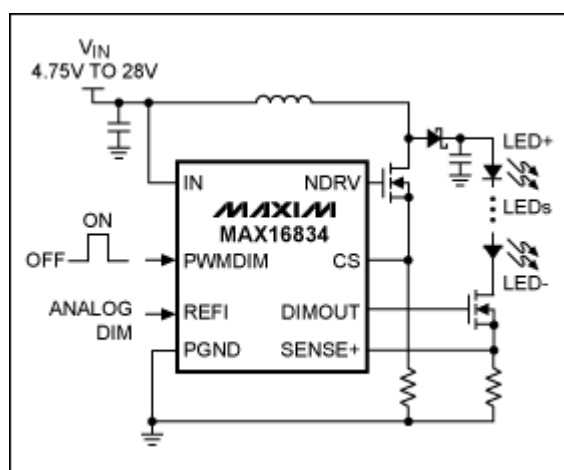 VIN
4.75V TO 28V
LED+
IN
NDRV
MAXIM
MAX16834
LEDs
ON
OFF
PWMDIM
CS
LED-
ANALOG
DIM
REFI
DIMOUT
PGND
SENSE+